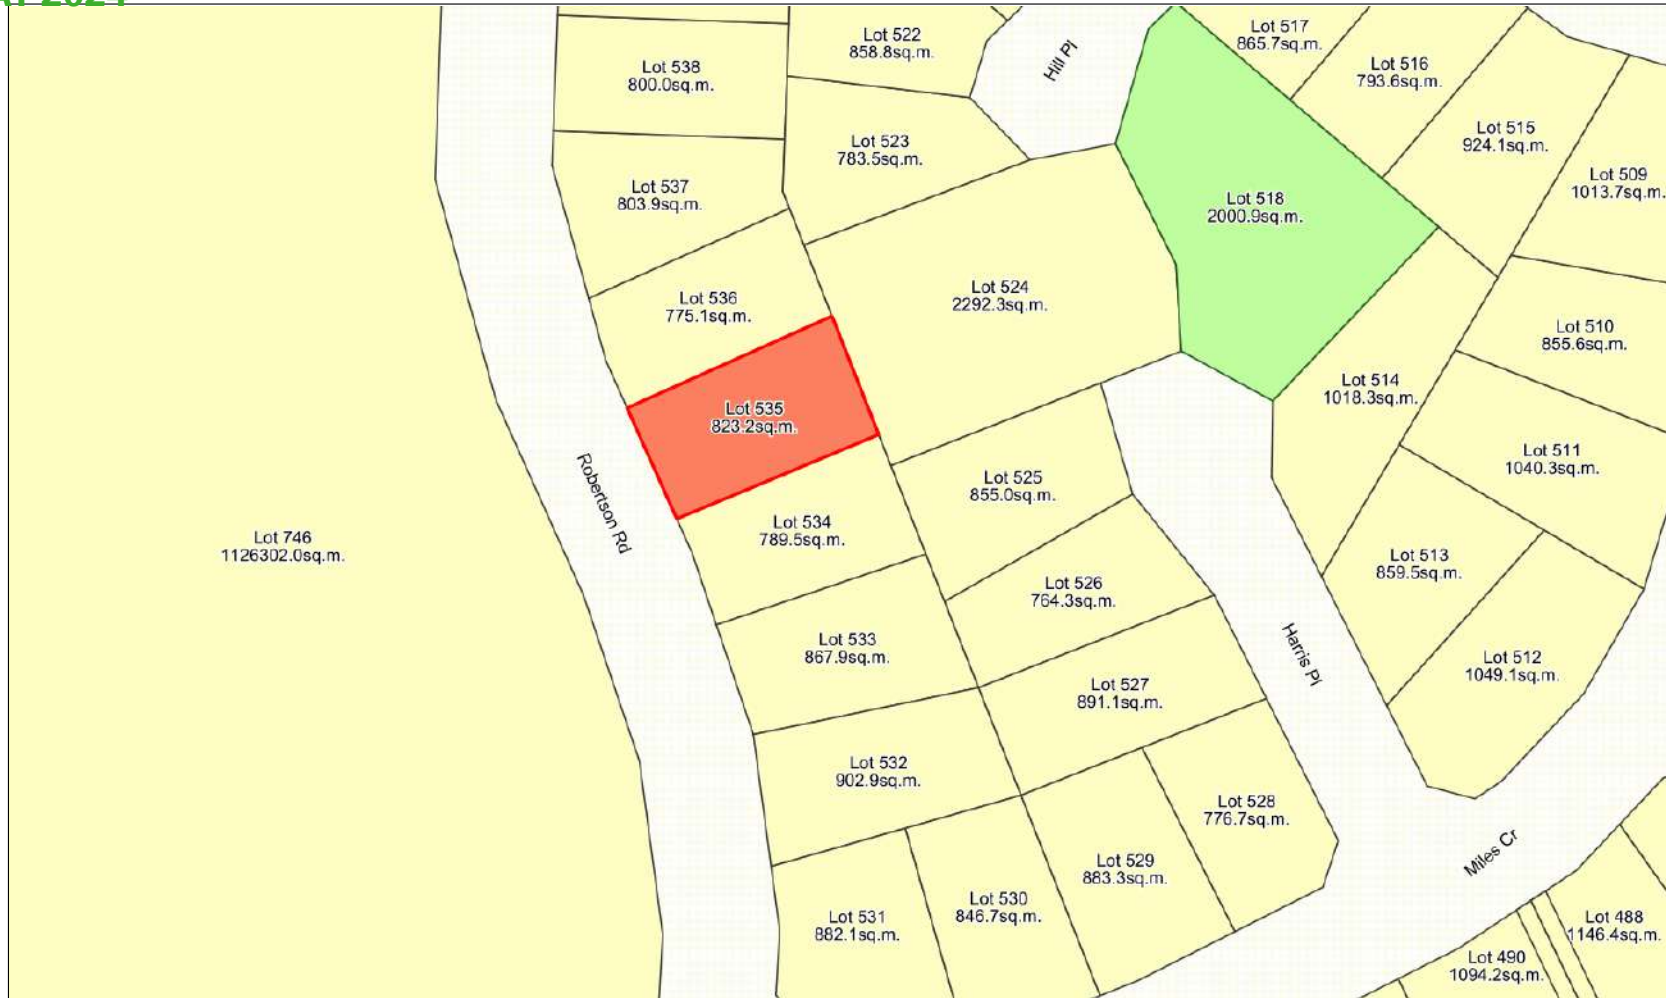 2024
Lot 522
858.8sq.m.
Hill Pl
Lot 517
865.7sq.m.
Lot 538
800.0sq.m.
Lot 516
793.6sq.m.
Lot 515
924.1sq.m.
Lot 523
783.5sq.m.
Lot 509
1013.7sq.m.
Lot 537
803.9sq.m.
Lot 518
2000.9sq.m.
Lot 536
775.1sq.m.
Lot 524
2292.3sq.m.
Lot 510
855.6sq.m.
Lot 514
1018.3sq.m.
Lot 535
823.2sq.m.
Lot 511
1040.3sq.m.
Robertson Rd
Lot 525
855.0sq.m.
Lot 534
789.5sq.m.
Lot 746
1126302.0sq.m.
Lot 513
859.5sq.m.
Lot 526
764.3sq.m.
Lot 533
867.9sq.m.
Harris Pl
Lot 512
1049.1sq.m.
Lot 527
891.1sq.m.
Lot 532
902.9sq.m.
Lot 528
776.7sq.m.
Miles Cr
Lot 529
883.3sq.m.
Lot 530
846.7sq.m.
Lot 531
882.1sq.m.
Lot 488
1146.4sq.m.
Lot 490
1094.2sq.m.